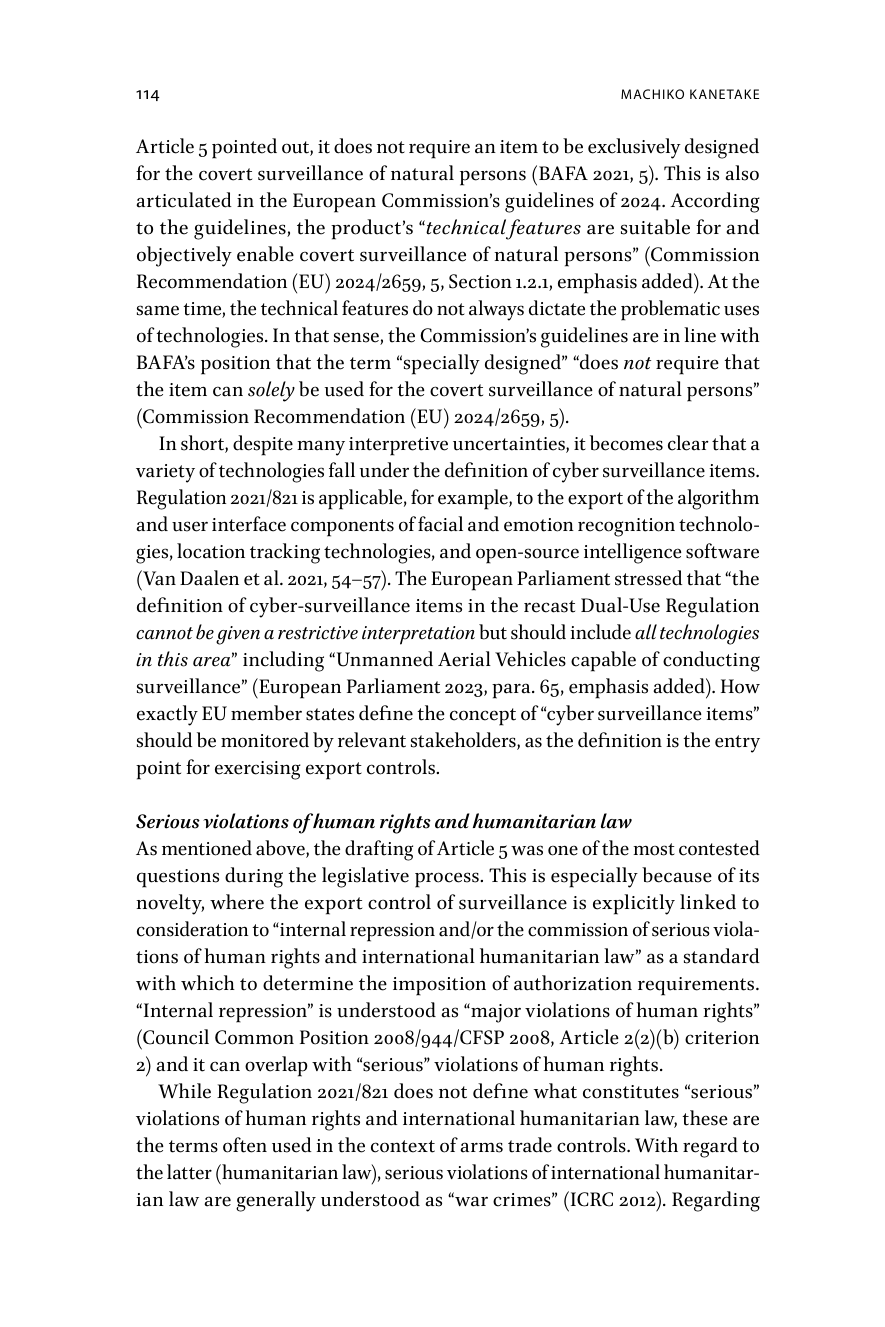 114
MACHIKO KANETAKE
Article 5 pointed out, it does not require an item to be exclusively designed
for the covert surveillance of natural persons (BAFA 2021, 5). This is also
articulated in the European Commission’s guidelines of 2024. According
to the guidelines, the product’s “technical features are suitable for and
objectively enable covert surveillance of natural persons” (Commission
Recommendation (EU) 2024/2659, 5, Section 1.2.1, emphasis added). At the
same time, the technical features do not always dictate the problematic uses
of technologies. In that sense, the Commission’s guidelines are in line with
BAFA’s position that the term “specially designed” “does not require that
the item can solely be used for the covert surveillance of natural persons”
(Commission Recommendation (EU) 2024/2659, 5).
In short, despite many interpretive uncertainties, it becomes clear that a
variety of technologies fall under the definition of cyber surveillance items.
Regulation 2021/821 is applicable, for example, to the export of the algorithm
and user interface components of facial and emotion recognition technolo-
gies, location tracking technologies, and open-source intelligence software
(Van Daalen et al. 2021, 54–57). The European Parliament stressed that “the
definition of cyber-surveillance items in the recast Dual-Use Regulation
cannot be given a restrictive interpretation but should include all technologies
in this area” including “Unmanned Aerial Vehicles capable of conducting
surveillance” (European Parliament 2023, para. 65, emphasis added). How
exactly EU member states define the concept of “cyber surveillance items”
should be monitored by relevant stakeholders, as the definition is the entry
point for exercising export controls.
Serious violations of human rights and humanitarian law
As mentioned above, the drafting of Article 5 was one of the most contested
questions during the legislative process. This is especially because of its
novelty, where the export control of surveillance is explicitly linked to
consideration to “internal repression and/or the commission of serious viola-
tions of human rights and international humanitarian law” as a standard
with which to determine the imposition of authorization requirements.
“Internal repression” is understood as “major violations of human rights”
(Council Common Position 2008/944/CFSP 2008, Article 2(2)(b) criterion
2) and it can overlap with “serious” violations of human rights.
While Regulation 2021/821 does not define what constitutes “serious”
violations of human rights and international humanitarian law, these are
the terms often used in the context of arms trade controls. With regard to
the latter (humanitarian law), serious violations of international humanitar-
ian law are generally understood as “war crimes” (ICRC 2012). Regarding